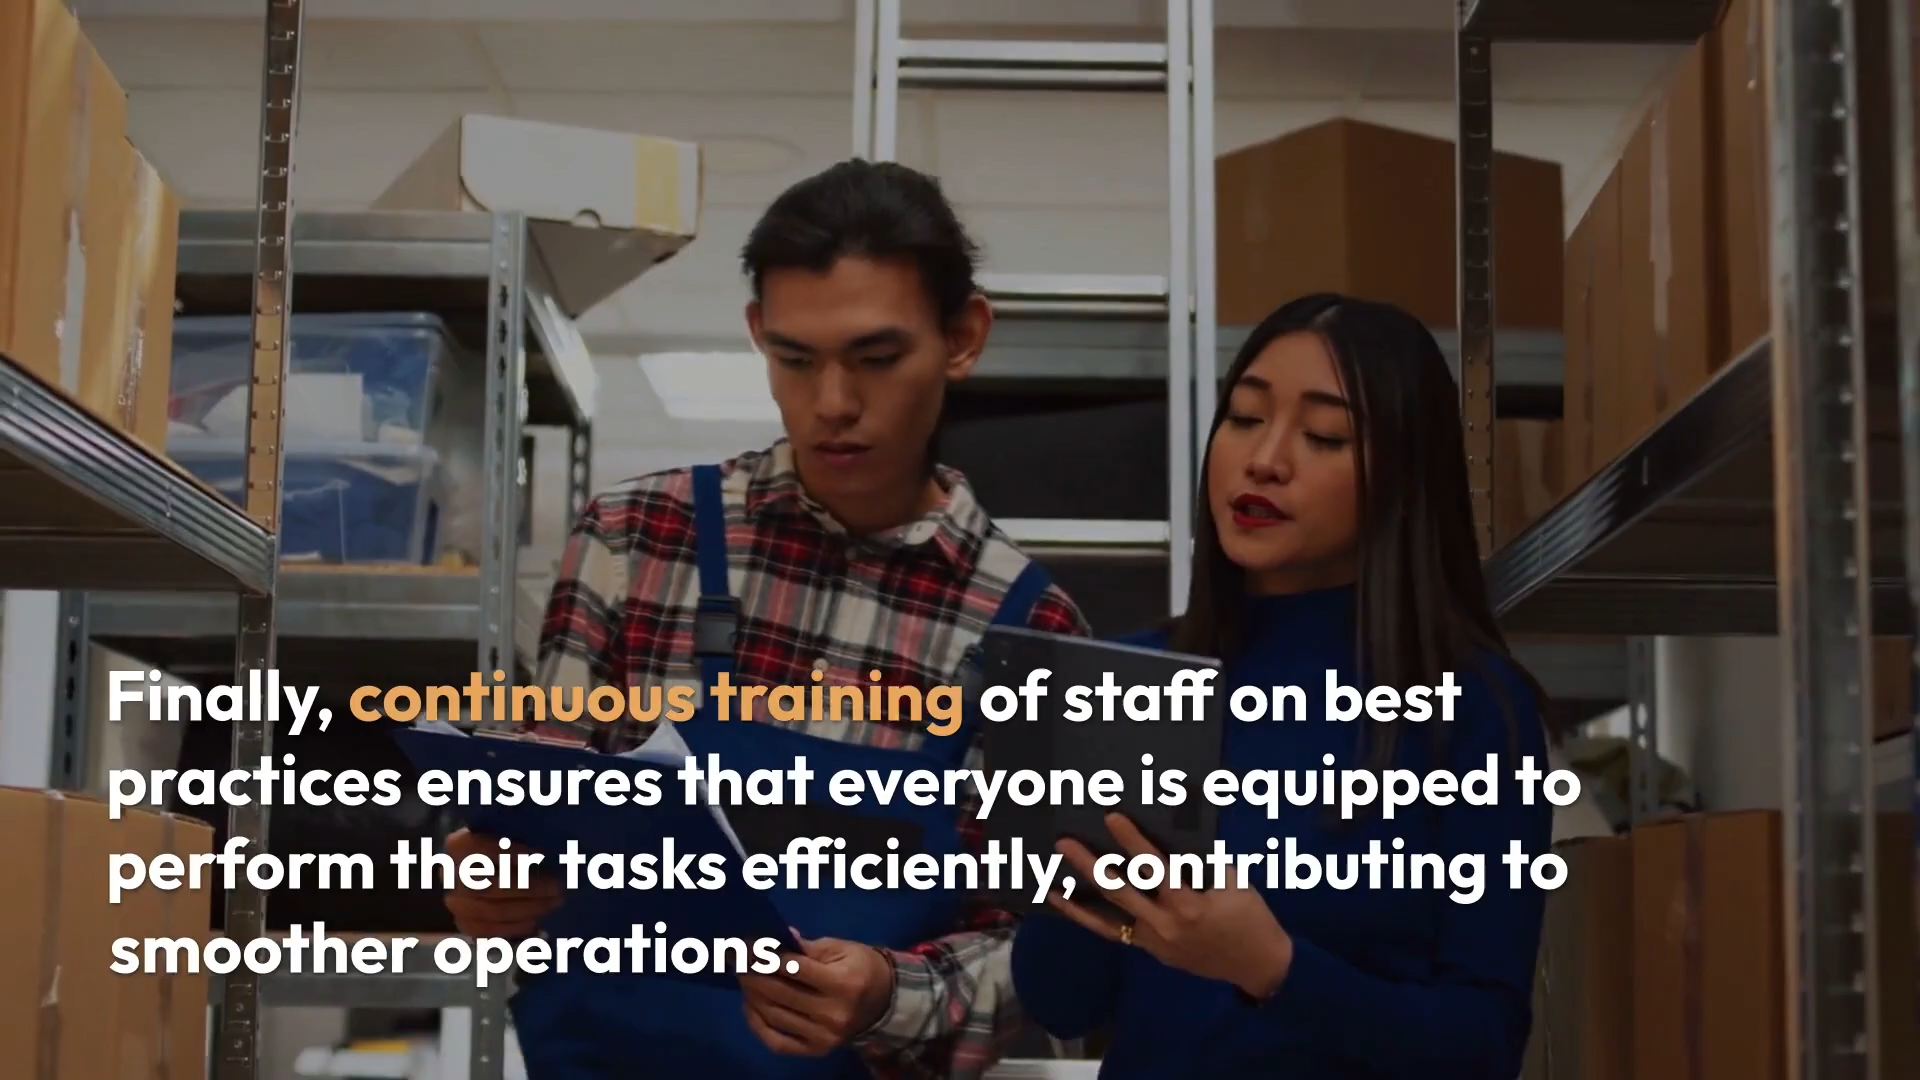 Finally, continuous training of staff on best
practices ensures that everyone is equipped to
perform their tasks efficiently, contributing to
smoother operations.